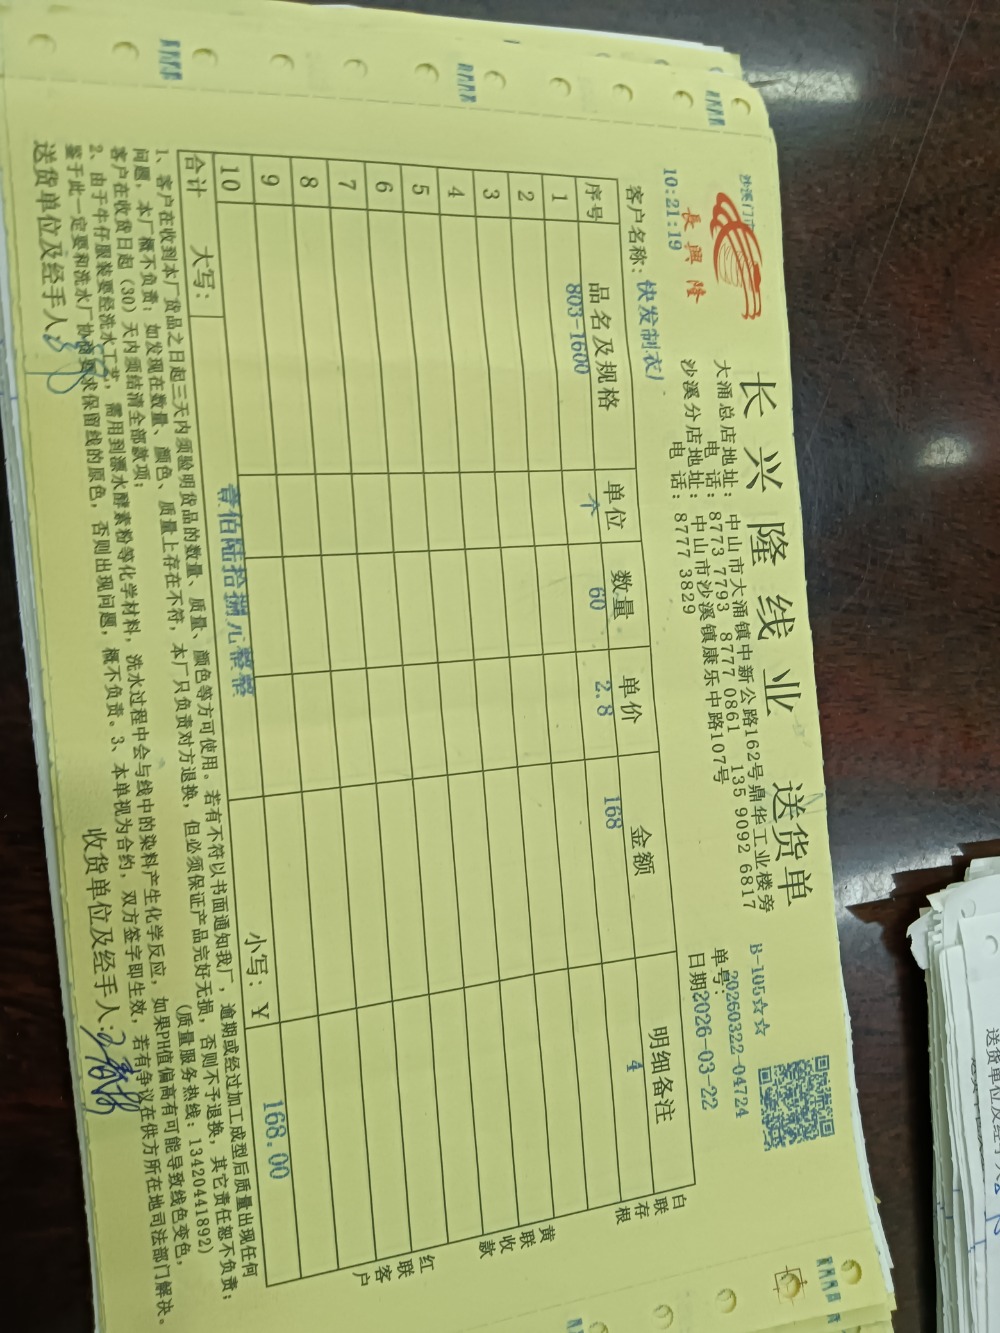 沙溪门市
長興隆
10:21:19
长兴隆线业 送货单
大涌总店地址：中山市大涌镇中新公路162号鼎华工业楼旁
电话：8773 7793 8777 0861 135 9092 6817
沙溪分店地址：中山市沙溪镇康乐中路107号
电话：8777 3829
B-105☆☆
单号：20260322-04724
日期2026-03-22
客户名称：快发制衣厂
序号 品名及规格 单位 数量 单价 金额 明细备注
1 803-1600 个 60 2.8 168 4
2
3
4
5
6
7
8
9
10
合计 大写：壹佰陆拾捌元整整 小写：￥168.00
白联存根
黄联收款
红联客户
1、客户在收到本厂货品之日起三天内须验明货品的数量、质量、颜色等方可使用。若有不符以书面通知我厂，逾期或经过加工成型后质量出现任何
问题，本厂概不负责；如发现在数量、颜色、质量上存在不符，本厂只负责对方退换，但必须保证产品完好无损，否则不予退换，其它责任恕不负责；
客户在收货日起（30）天内须结清全部款项； （质量服务热线：13420441892）
2、由于牛仔服装要经洗水工艺，需用到漂水酵素粉等化学材料，洗水过程中会与线中的染料产生化学反应，如果PH值偏高有可能导致线色变色，
鉴于此一定要和洗水厂协商要求保留线的原色，否则出现问题，概不负责。3、本单视为合约，双方签字即生效，若有争议在供方所在地司法部门解决。
送货单位及经手人：
收货单位及经手人：